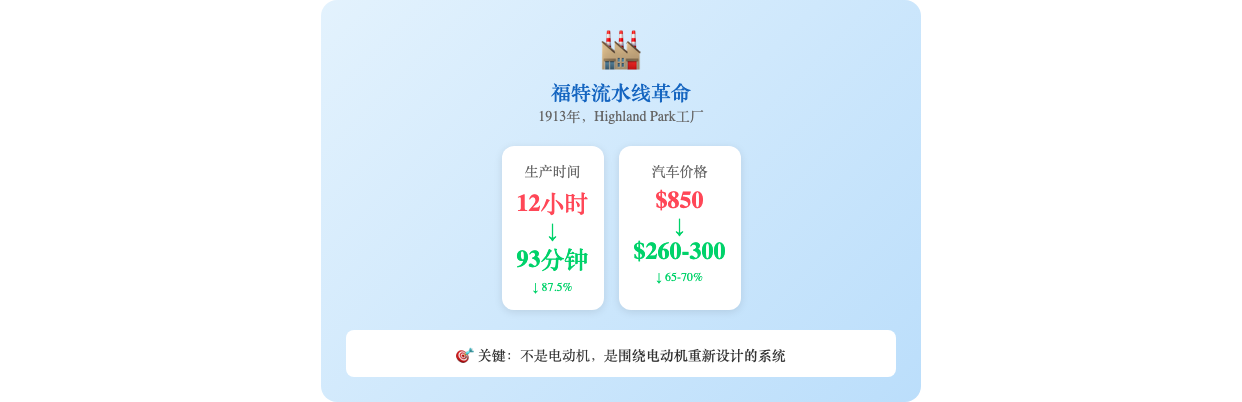 福特流水线革命
1913年，Highland Park工厂
生产时间
12小时
↓
93分钟
↓ 87.5%
汽车价格
$850
↓
$260-300
↓ 65-70%
关键：不是电动机，是围绕电动机重新设计的系统